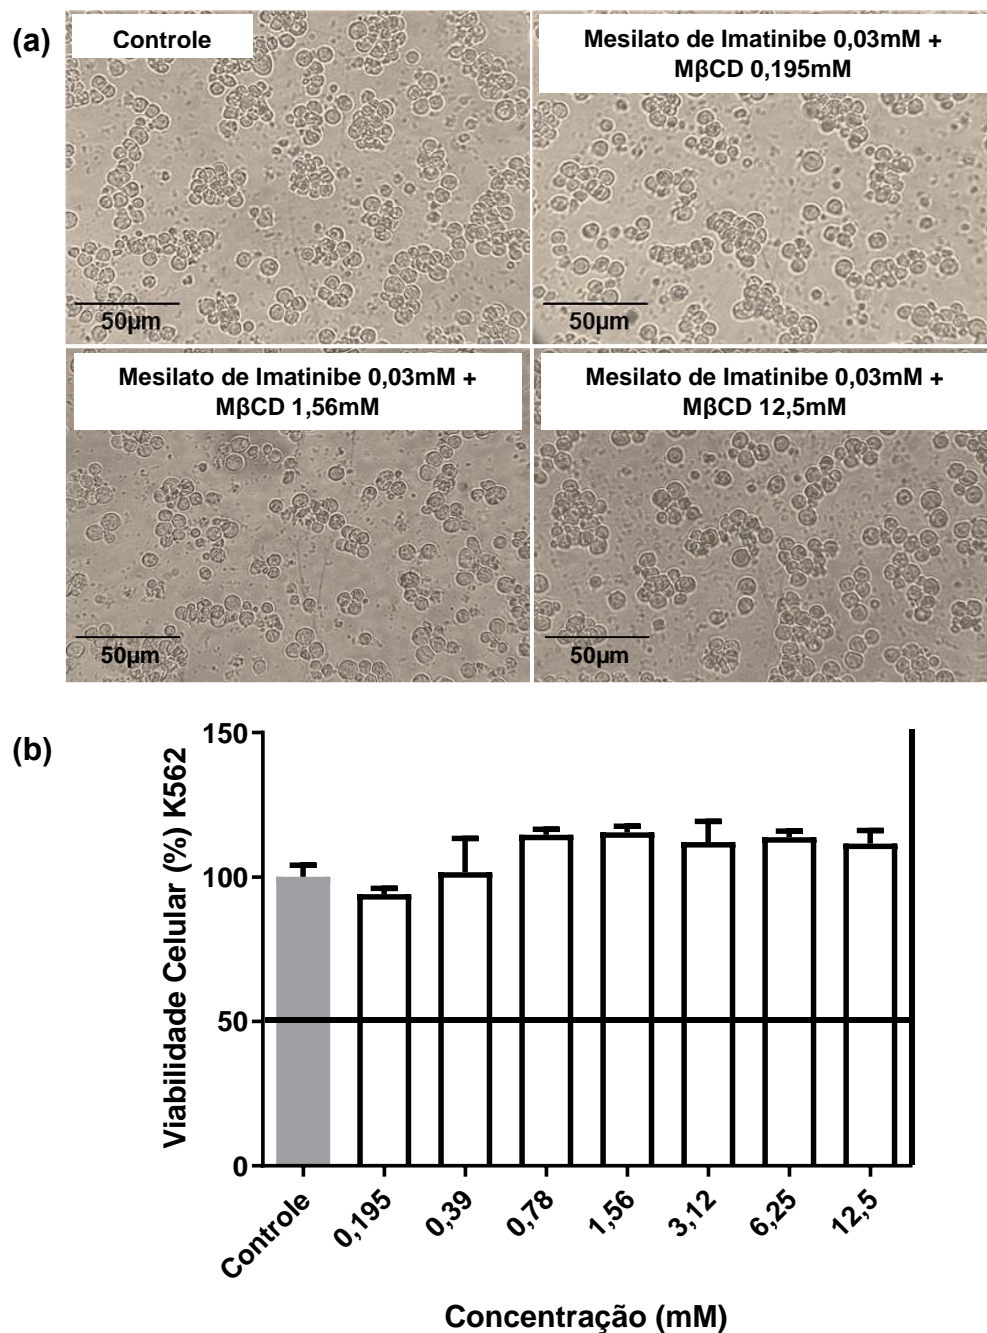 (a)
Controle
Mesilato de Imatinibe 0,03mM +
MβCD 0,195mM
50µm
50µm
Mesilato de Imatinibe 0,03mM +
MβCD 1,56mM
Mesilato de Imatinibe 0,03mM +
MβCD 12,5mM
50µm
50µm
(b)
Viabilidade Celular (%) K562
150
100
50
0
Controle
0,195
0,39
0,78
1,56
3,12
6,25
12,5
Concentração (mM)